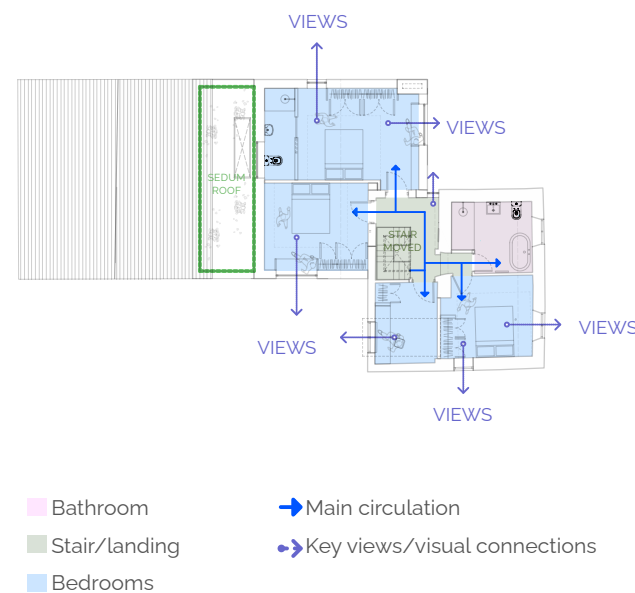 VIEWS
VIEWS
SEDUM
ROOF
STAIR
MOVED
VIEWS
VIEWS
VIEWS
Bathroom
Main circulation
Stair/landing
Key views/visual connections
Bedrooms